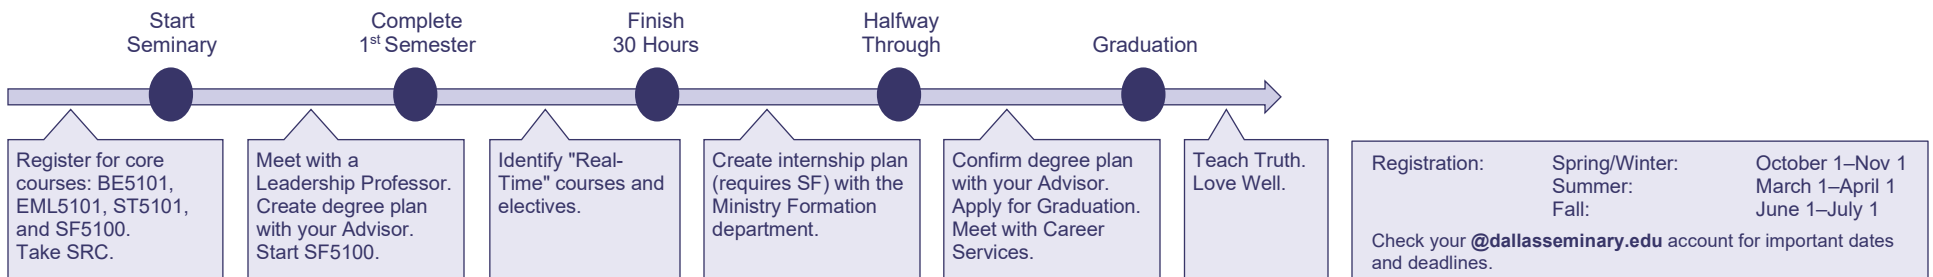 Start
Seminary
Complete
1st Semester
Finish
30 Hours
Halfway
Through
Graduation
Register for core
courses: BE5101,
EML5101, ST5101,
and SF5100.
Take SRC.
Meet with a
Leadership Professor.
Create degree plan
with your Advisor.
Start SF5100.
Identify "Real-
Time" courses and
electives.
Create internship plan
(requires SF) with the
Ministry Formation
department.
Confirm degree plan
with your Advisor.
Apply for Graduation.
Meet with Career
Services.
Teach Truth.
Love Well.
Registration: Spring/Winter: October 1–Nov 1
Summer: March 1–April 1
Fall: June 1–July 1
Check your @dallasseminary.edu account for important dates
and deadlines.